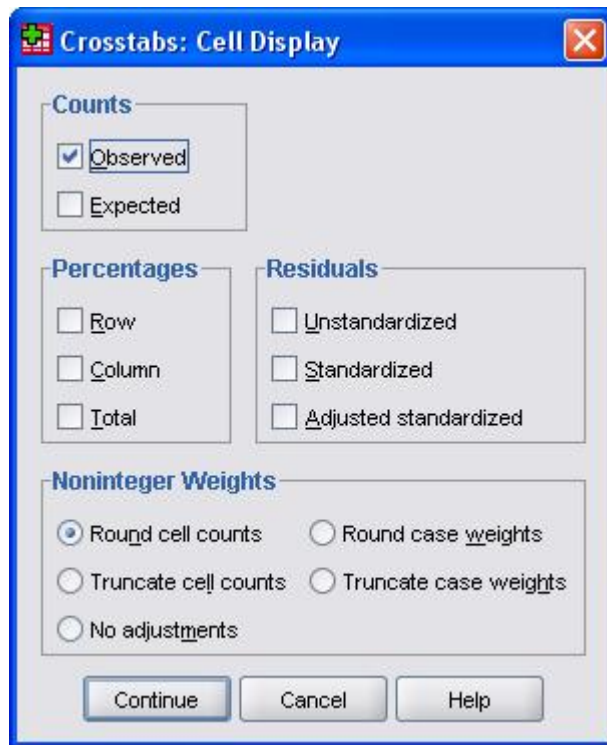 Crosstabs: Cell Display
Counts
Observed
Expected
Percentages
Row
Column
Total
Residuals
Unstandardized
Standardized
Adjusted standardized
Noninteger Weights
Round cell counts Round case weights
Truncate cell counts Truncate case weights
No adjustments
Continue Cancel Help